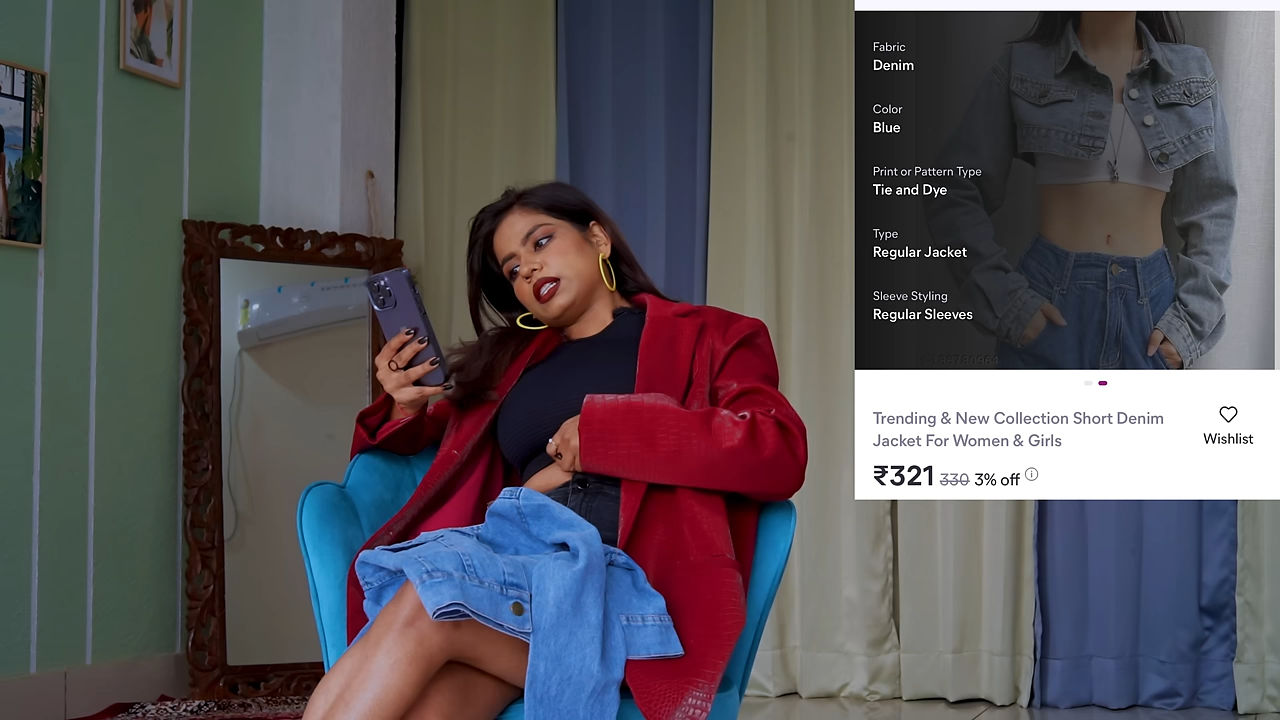 Fabric
Denim
Color
Blue
Print or Pattern Type
Tie and Dye
Type
Regular Jacket
Sleeve Styling
Regular Sleeves
Trending & New Collection Short Denim
Jacket For Women & Girls
Wishlist
₹321 330 3% off